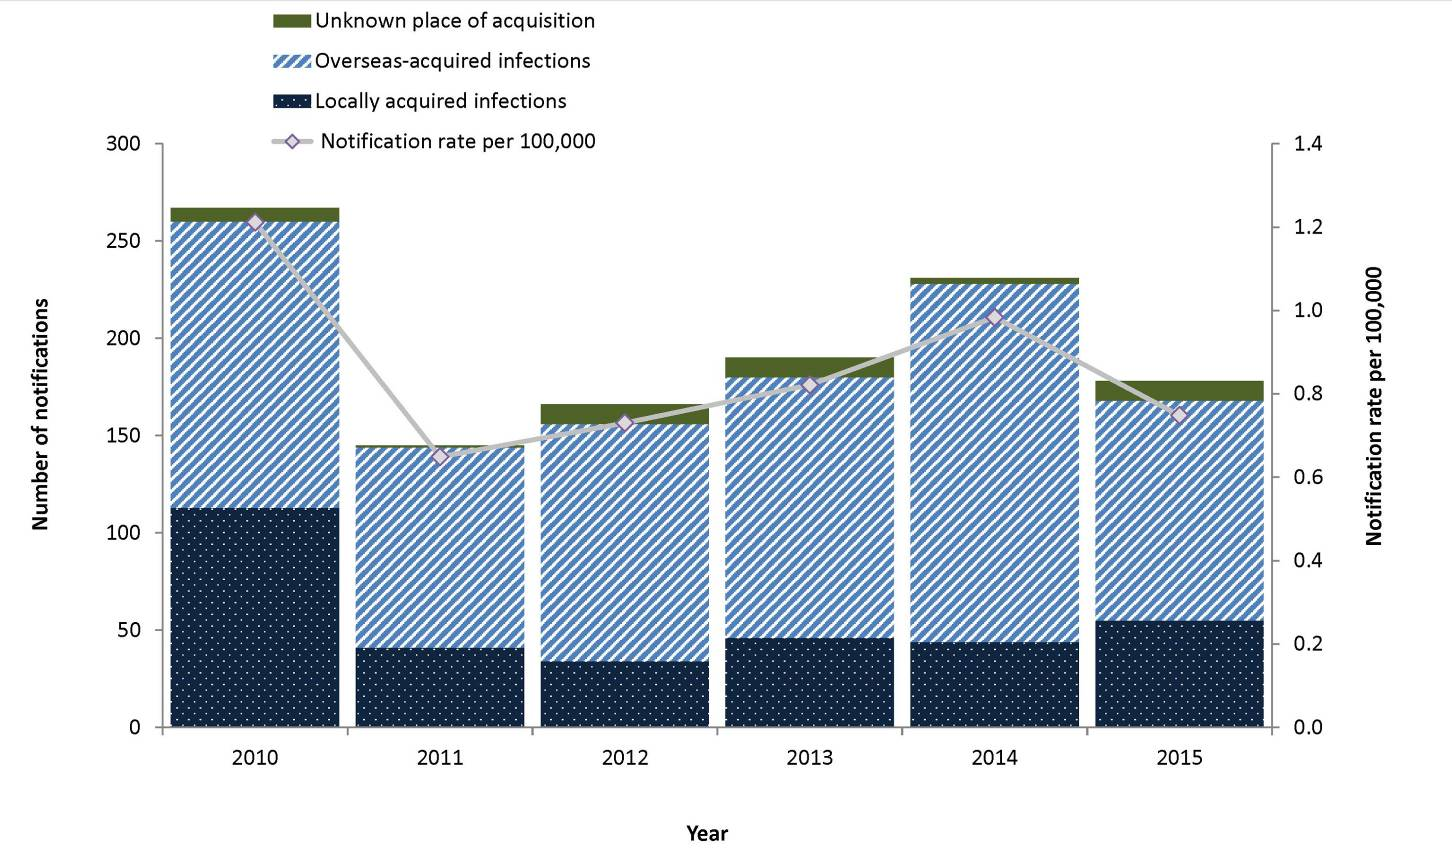 Unknown place of acquisition
Overseas-acquired infections
Locally acquired infections
Notification rate per 100,000
300
250
200
150
100
50
0
Number of notifications
1.4
1.2
1.0
0.8
0.6
0.4
0.2
0.0
Notification rate per 100,000
2010 2011 2012 2013 2014 2015
Year